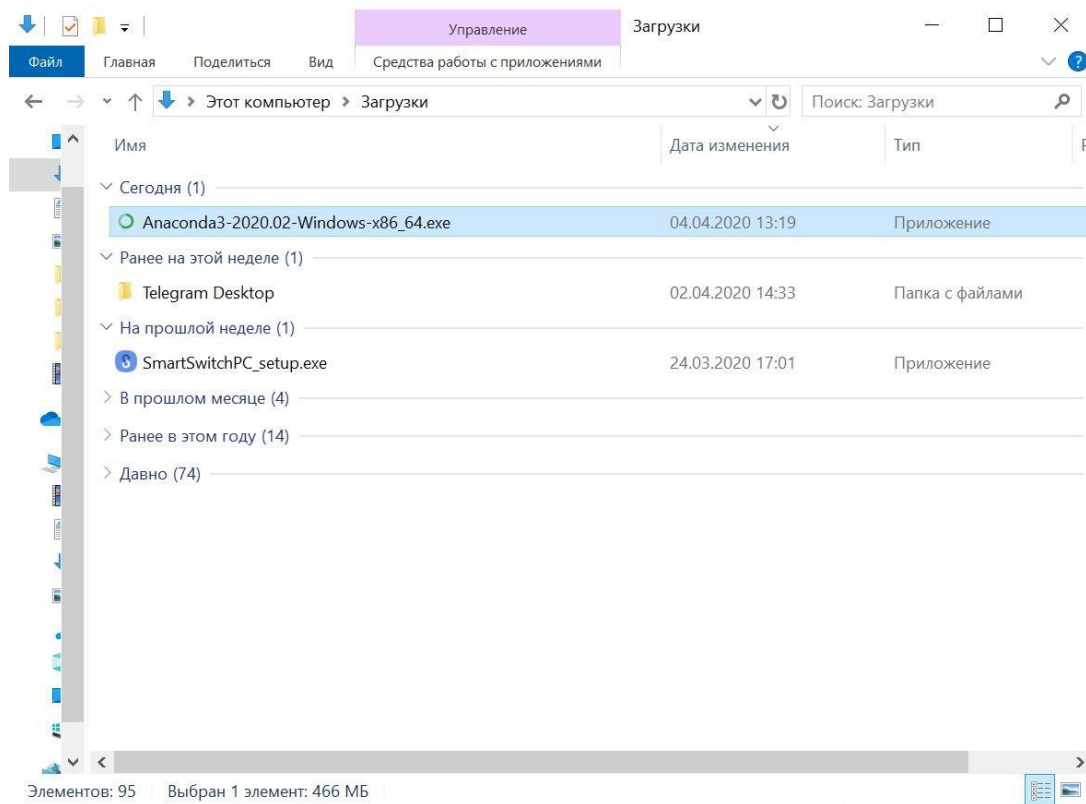 Управление
Загрузки
Файл
Главная
Поделиться
Вид
Средства работы с приложениями
?
Этот компьютер > Загрузки
Поиск: Загрузки
Имя
Дата изменения
Тип
Сегодня (1)
Anaconda3-2020.02-Windows-x86_64.exe 04.04.2020 13:19 Приложение
Ранее на этой неделе (1)
Telegram Desktop 02.04.2020 14:33 Папка с файлами
На прошлой неделе (1)
SmartSwitchPC_setup.exe 24.03.2020 17:01 Приложение
В прошлом месяце (4)
Ранее в этом году (14)
Давно (74)
Элементов: 95
Выбран 1 элемент: 466 МБ